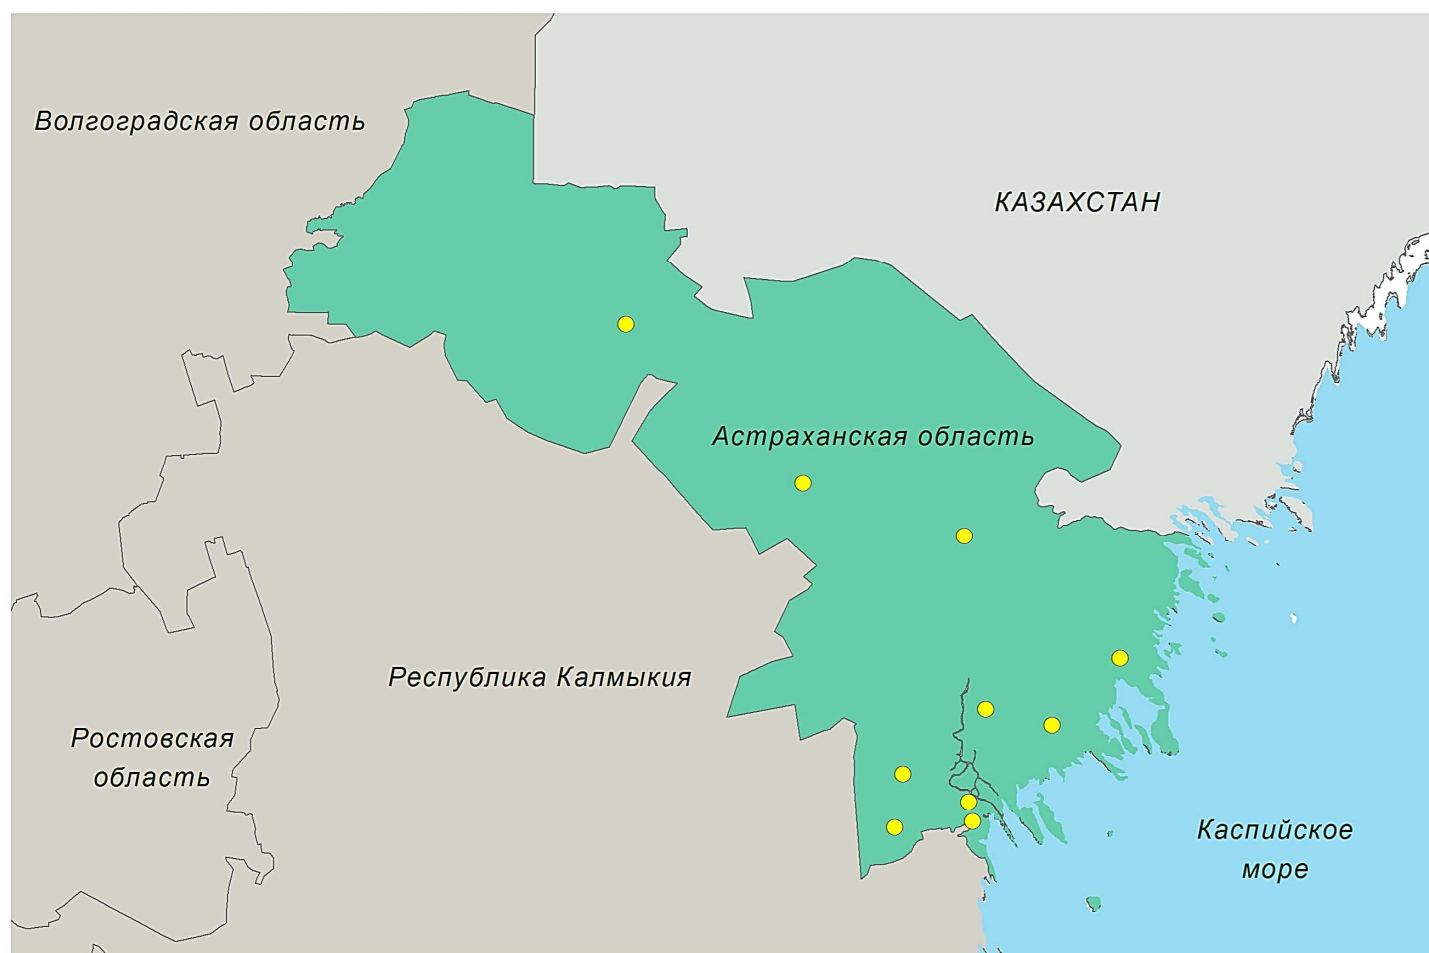 Волгоградская область
КАЗАХСТАН
Астраханская область
Республика Калмыкия
Ростовская
область
Каспийское
море